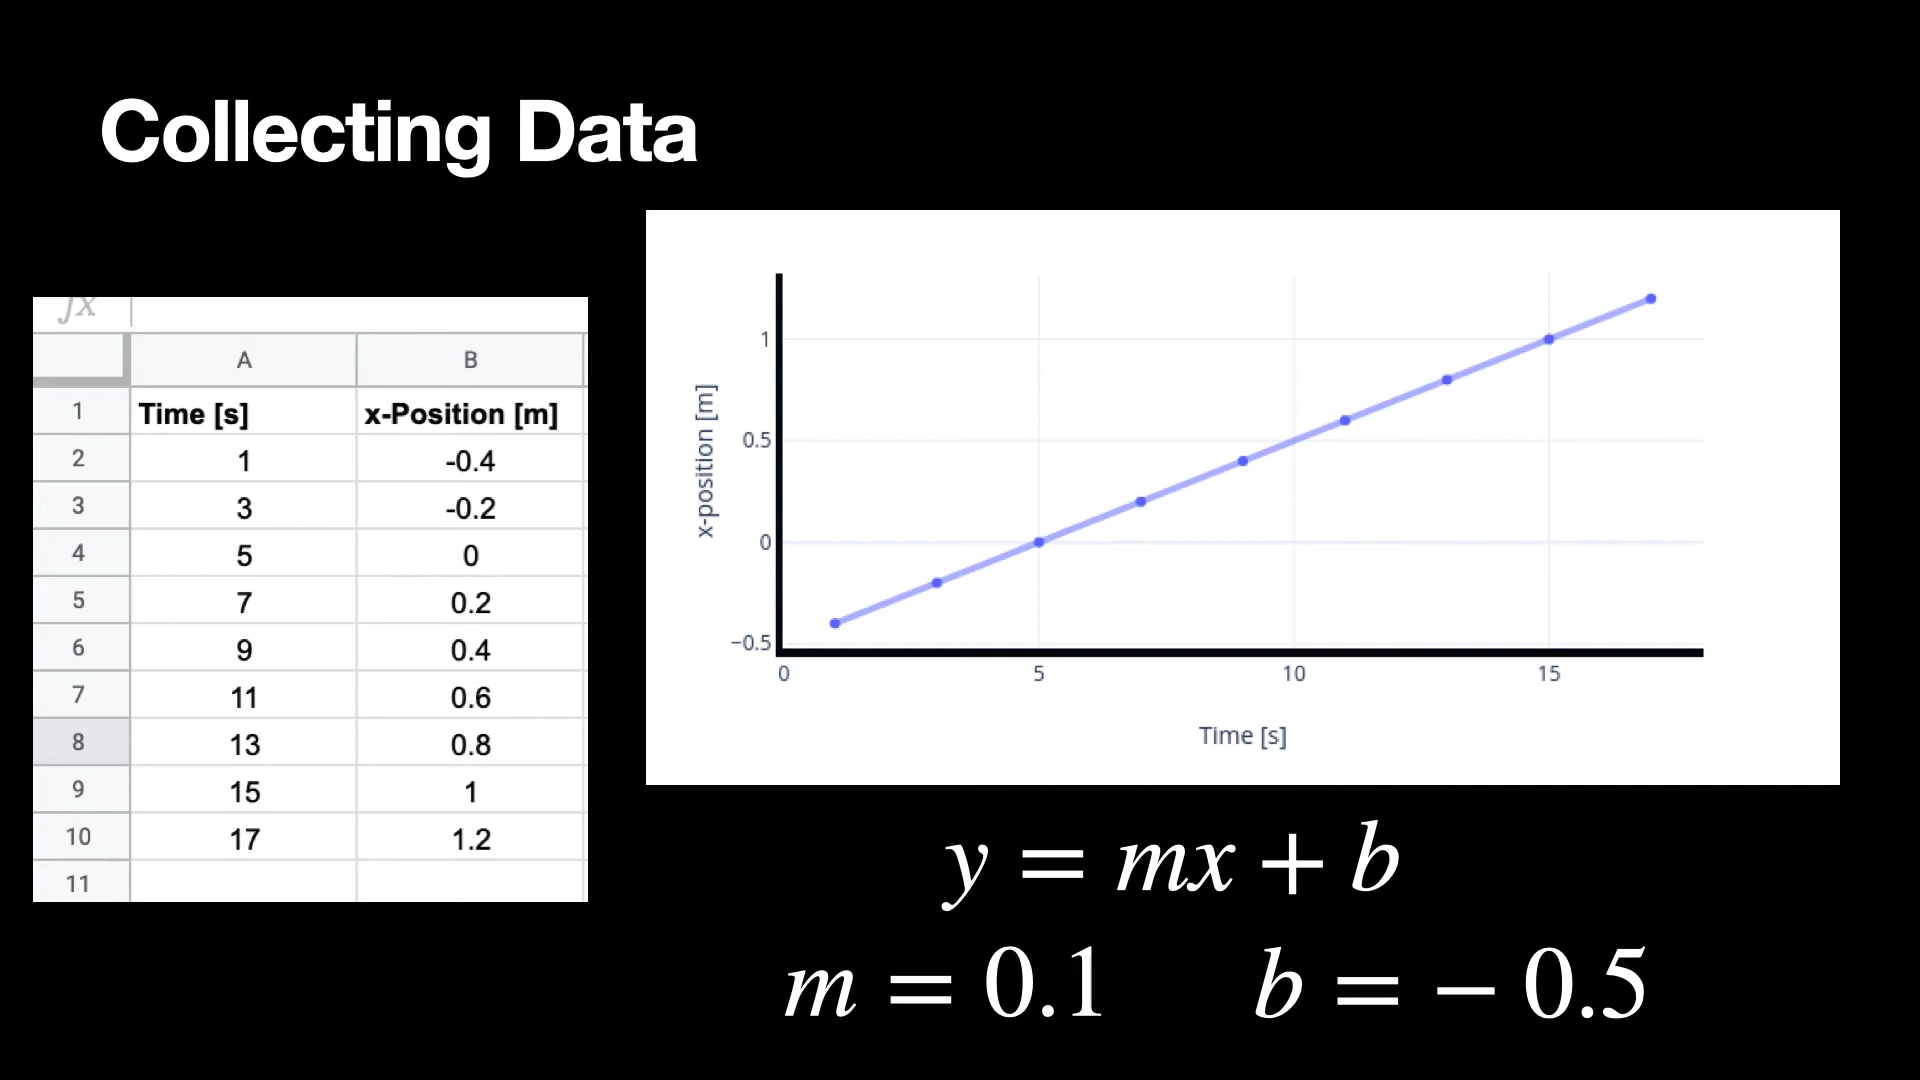 Collecting Data
fx
A B
1 Time [s] x-Position [m]
2 1 -0.4
3 3 -0.2
4 5 0
5 7 0.2
6 9 0.4
7 11 0.6
8 13 0.8
9 15 1
10 17 1.2
11
1
0.5
0
−0.5
x-position [m]
0 5 10 15
Time [s]
y = mx + b
m = 0.1 b = − 0.5